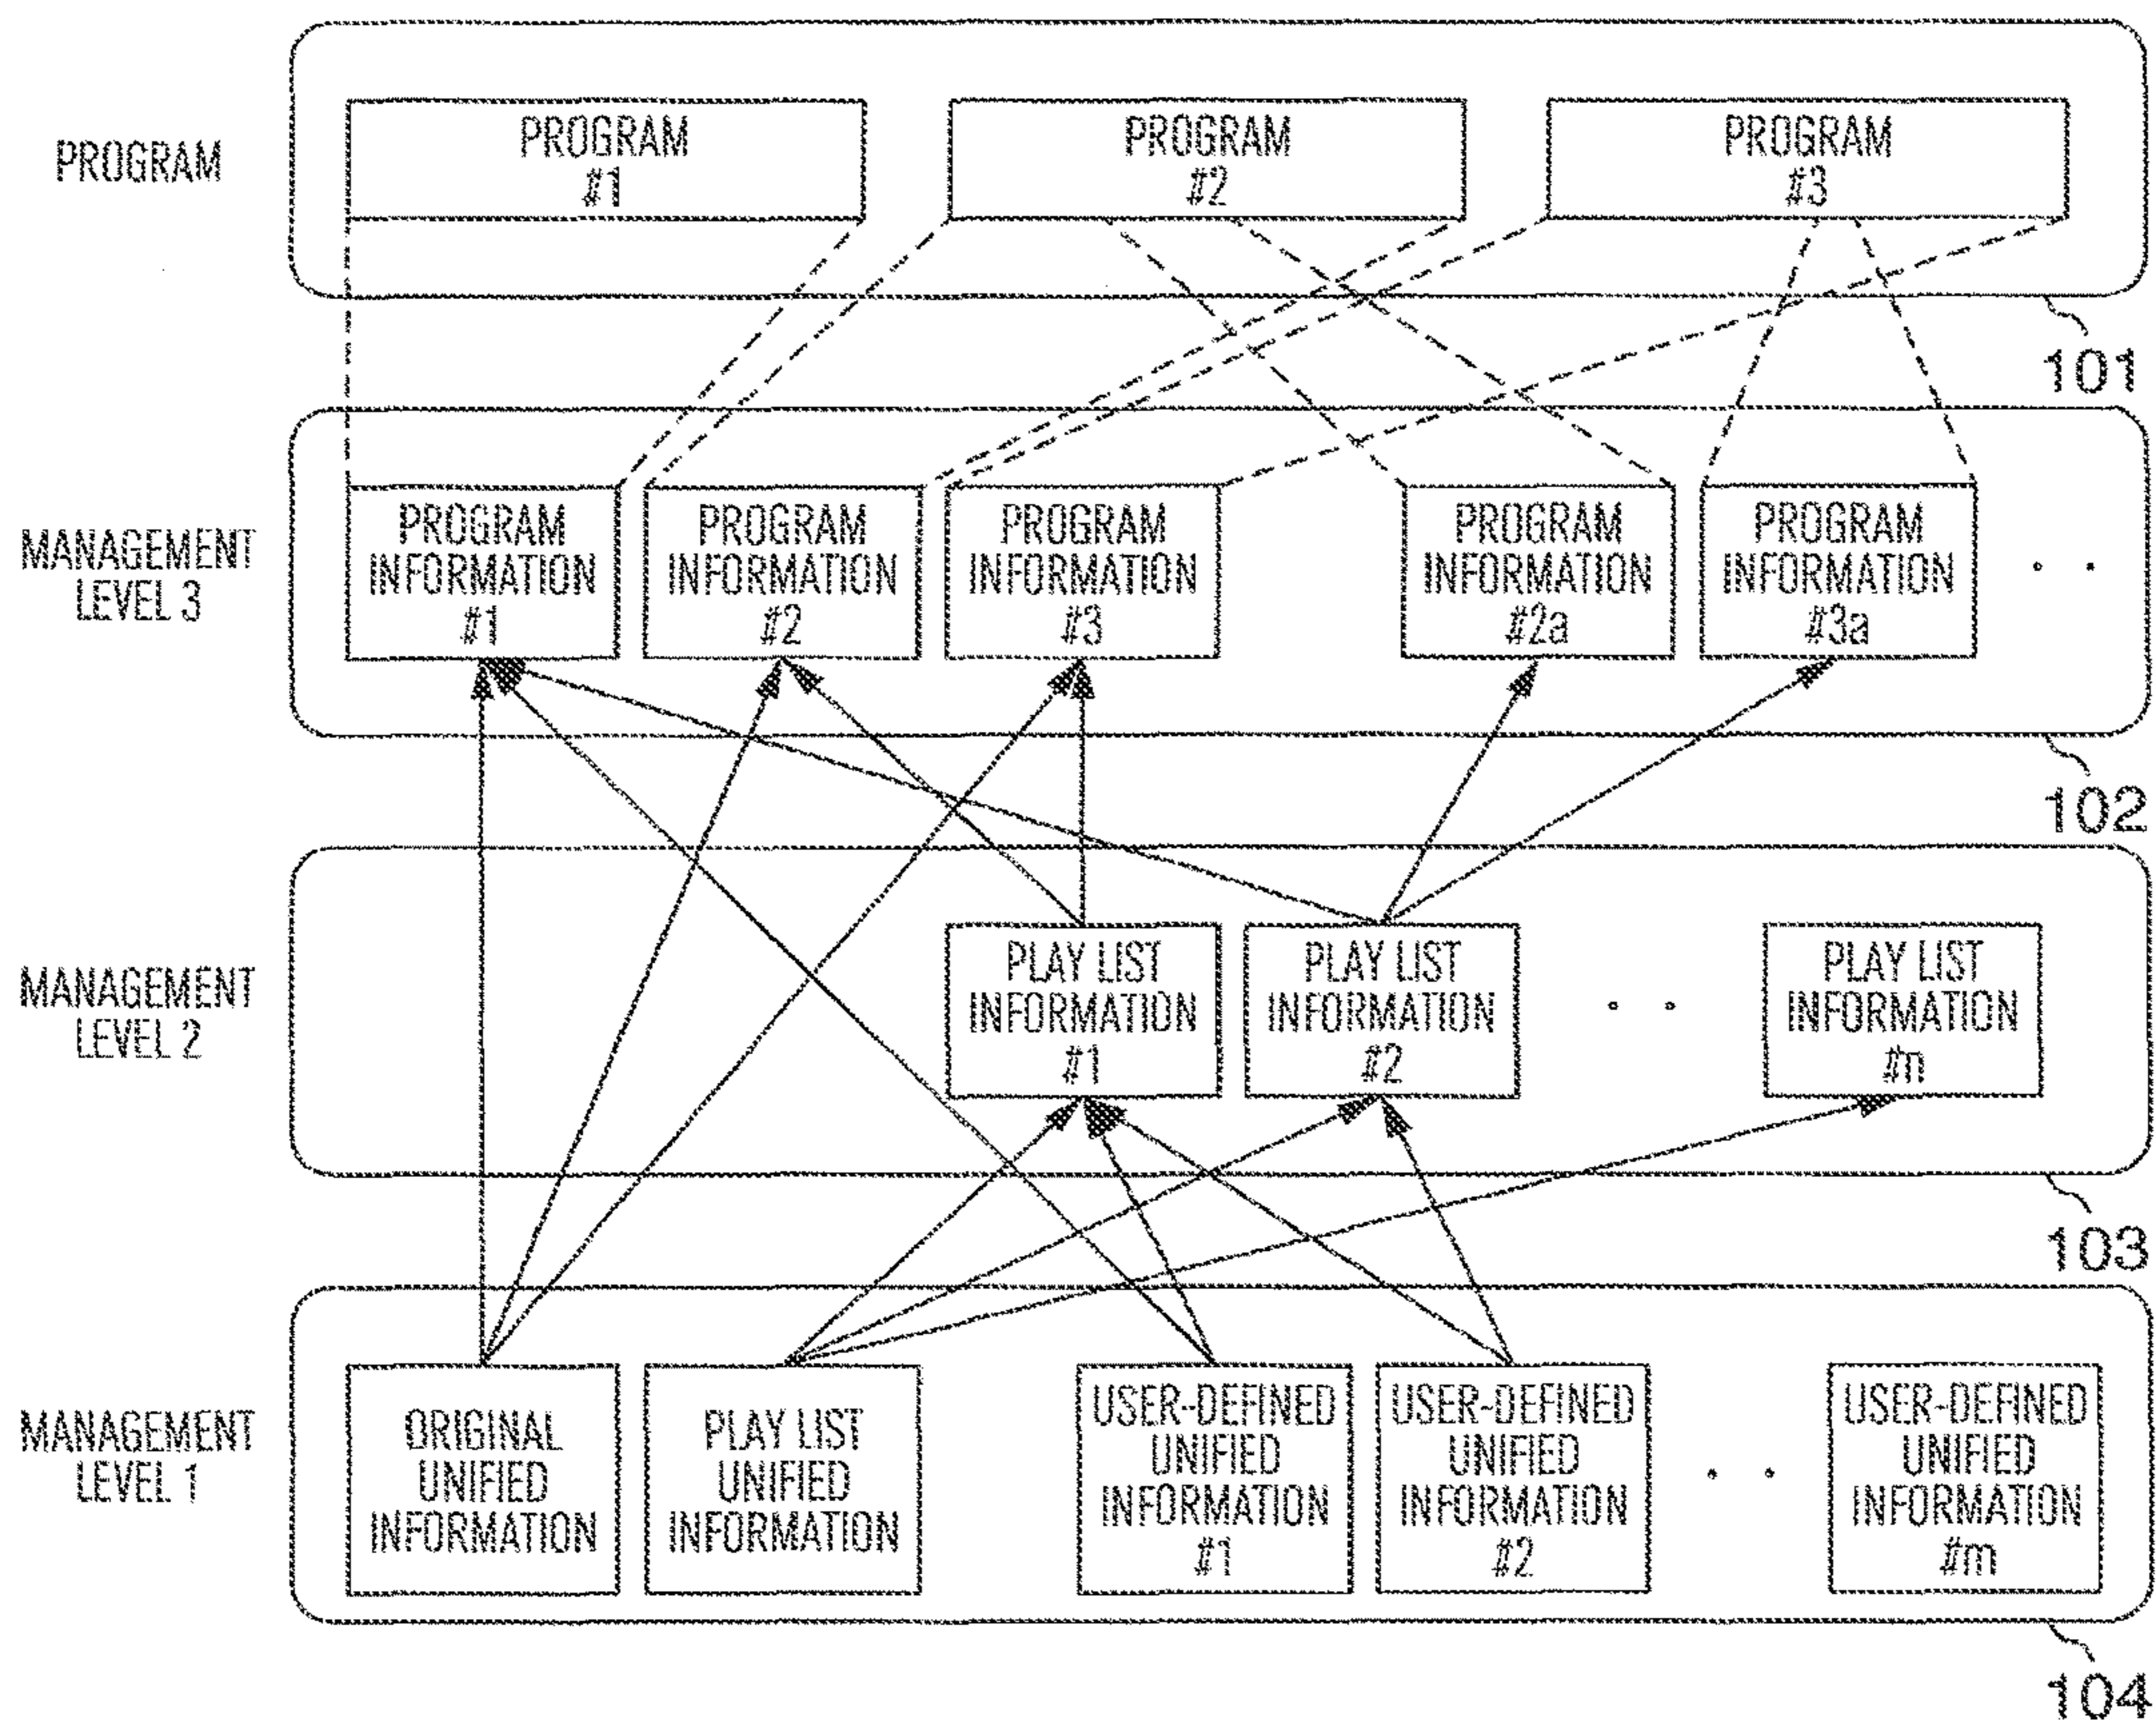 PROGRAM
PROGRAM
#1
PROGRAM
#2
PROGRAM
#3
101
MANAGEMENT
LEVEL 3
PROGRAM
INFORMATION
#1
PROGRAM
INFORMATION
#2
PROGRAM
INFORMATION
#3
PROGRAM
INFORMATION
#2a
PROGRAM
INFORMATION
#3a
102
MANAGEMENT
LEVEL 2
PLAY LIST
INFORMATION
#1
PLAY LIST
INFORMATION
#2
PLAY LIST
INFORMATION
#n
103
MANAGEMENT
LEVEL 1
ORIGINAL
UNIFIED
INFORMATION
PLAY LIST
UNIFIED
INFORMATION
USER-DEFINED
UNIFIED
INFORMATION
#1
USER-DEFINED
UNIFIED
INFORMATION
#2
USER-DEFINED
UNIFIED
INFORMATION
#m
104